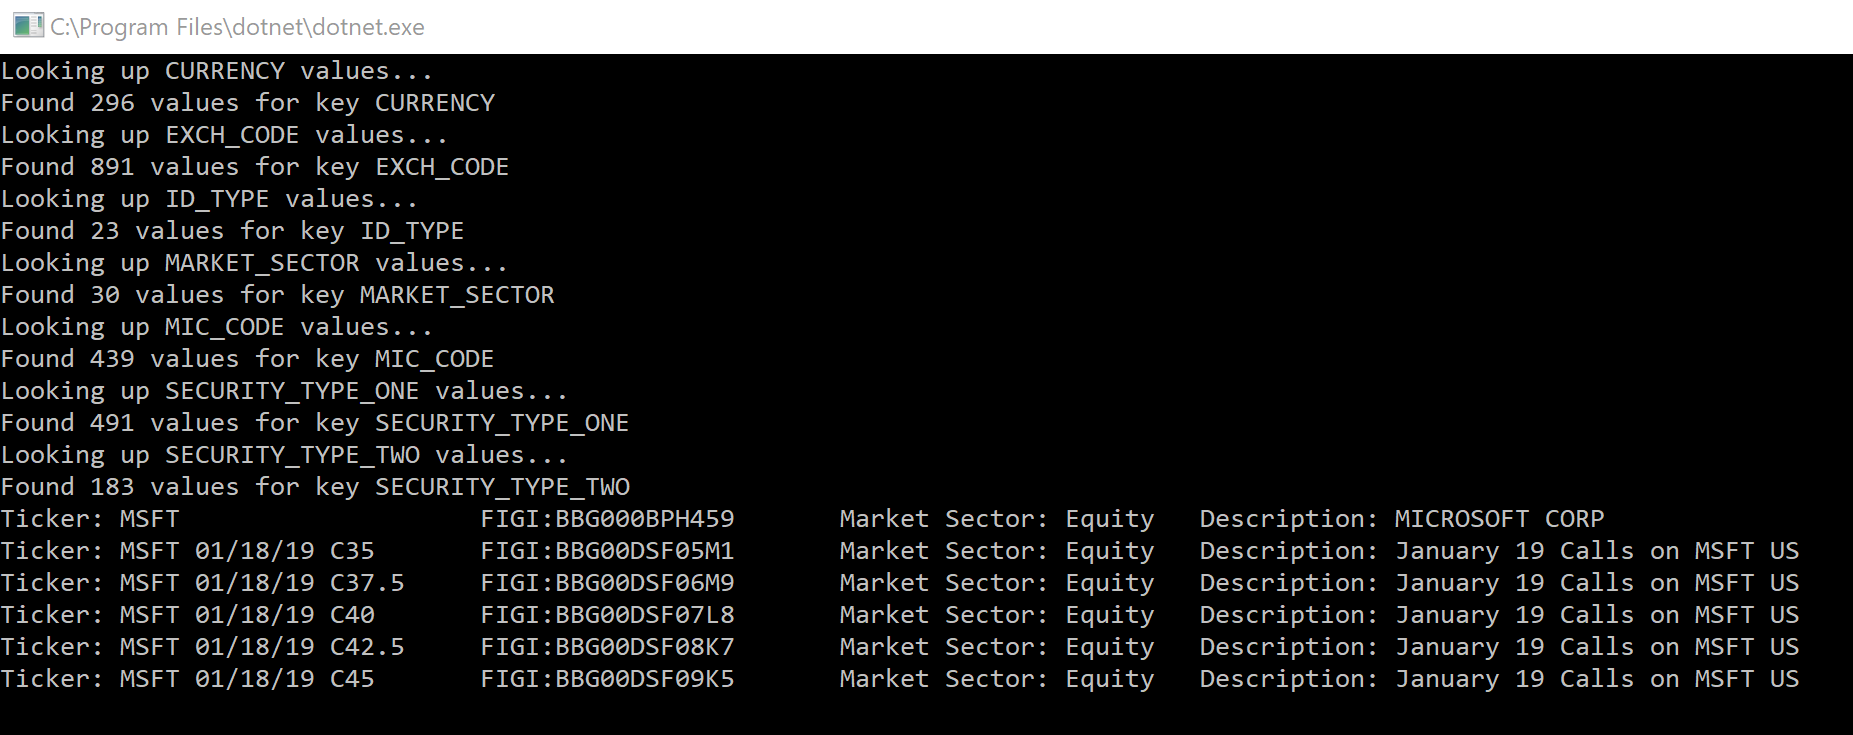 C:\Program Files\dotnet\dotnet.exe
Looking up CURRENCY values...
Found 296 values for key CURRENCY
Looking up EXCH_CODE values...
Found 891 values for key EXCH_CODE
Looking up ID_TYPE values...
Found 23 values for key ID_TYPE
Looking up MARKET_SECTOR values...
Found 30 values for key MARKET_SECTOR
Looking up MIC_CODE values...
Found 439 values for key MIC_CODE
Looking up SECURITY_TYPE_ONE values...
Found 491 values for key SECURITY_TYPE_ONE
Looking up SECURITY_TYPE_TWO values...
Found 183 values for key SECURITY_TYPE_TWO
Ticker: MSFT                    FIGI:BBG000BPH459       Market Sector: Equity   Description: MICROSOFT CORP
Ticker: MSFT 01/18/19 C35       FIGI:BBG00DSF05M1       Market Sector: Equity   Description: January 19 Calls on MSFT US
Ticker: MSFT 01/18/19 C37.5     FIGI:BBG00DSF06M9       Market Sector: Equity   Description: January 19 Calls on MSFT US
Ticker: MSFT 01/18/19 C40       FIGI:BBG00DSF07L8       Market Sector: Equity   Description: January 19 Calls on MSFT US
Ticker: MSFT 01/18/19 C42.5     FIGI:BBG00DSF08K7       Market Sector: Equity   Description: January 19 Calls on MSFT US
Ticker: MSFT 01/18/19 C45       FIGI:BBG00DSF09K5       Market Sector: Equity   Description: January 19 Calls on MSFT US